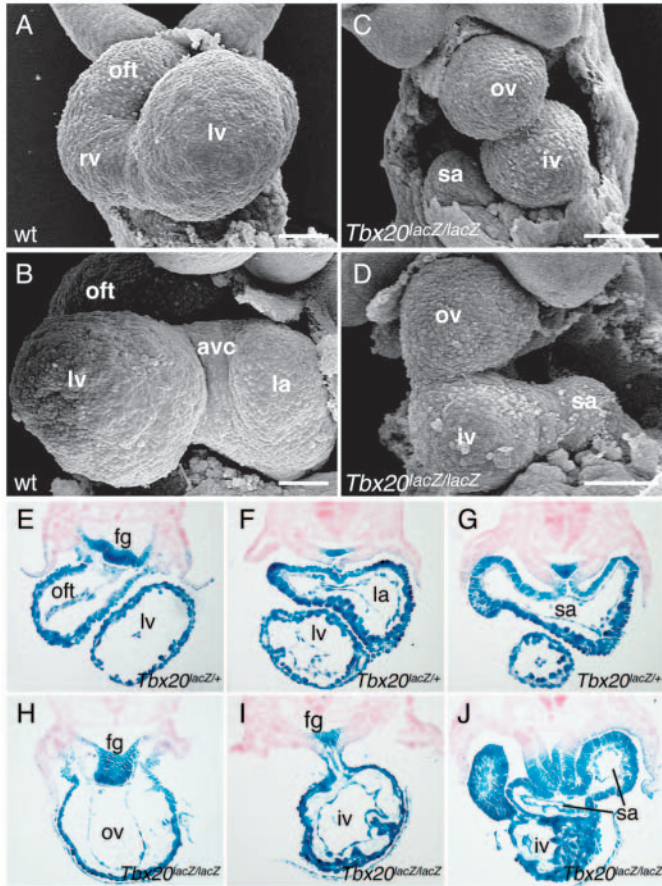 A
oft
lv
rv
wt
C
ov
iv
sa
Tbx20lacZ/lacZ
B
oft
avc
lv
la
wt
D
ov
sa
iv
Tbx20lacZ/lacZ
E
fg
oft
lv
Tbx20lacZ/+
F
la
lv
Tbx20lacZ/+
G
sa
Tbx20lacZ/+
H
fg
ov
Tbx20lacZ/lacZ
I
fg
iv
Tbx20lacZ/lacZ
J
sa
iv
Tbx20lacZ/lacZ